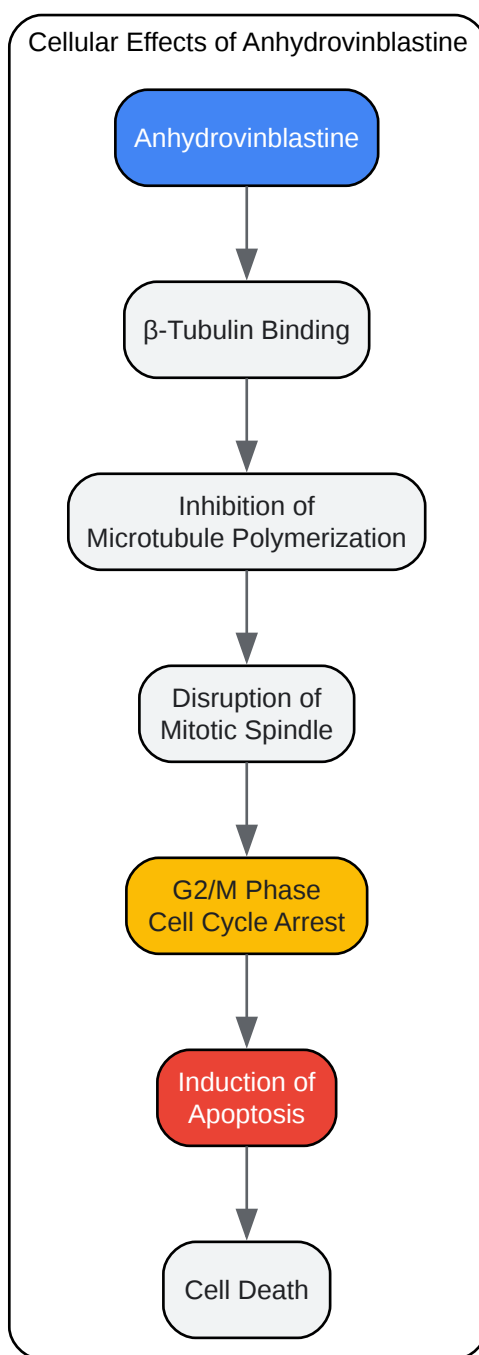 Cellular Effects of Anhydrovinblastine
Anhydrovinblastine
β-Tubulin Binding
Inhibition of
Microtubule Polymerization
Disruption of
Mitotic Spindle
G2/M Phase
Cell Cycle Arrest
Induction of
Apoptosis
Cell Death